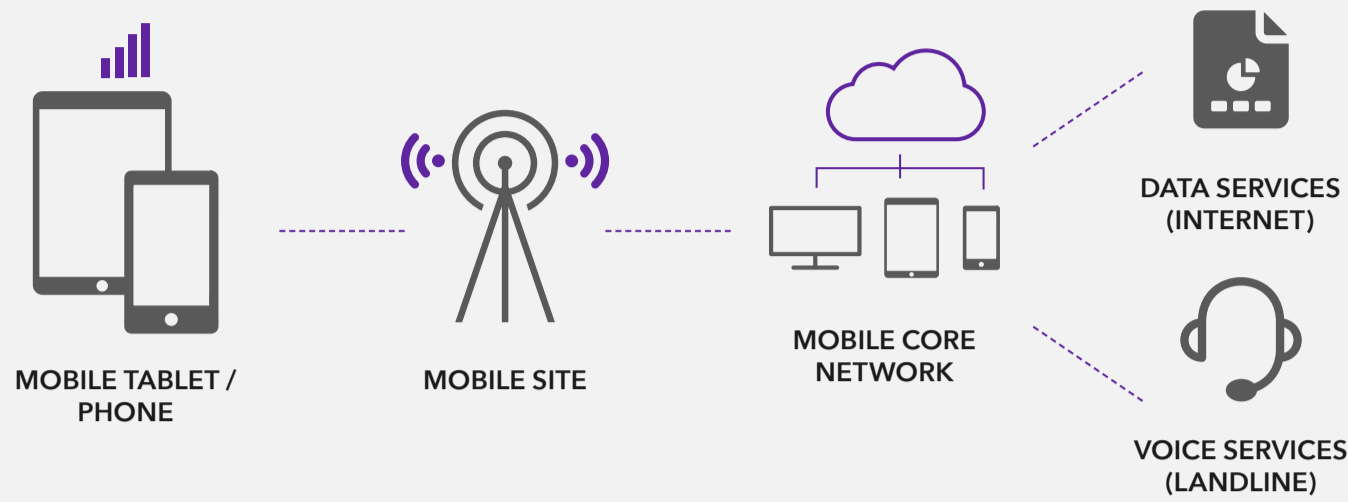 MOBILE TABLET /
PHONE
MOBILE SITE
MOBILE CORE
NETWORK
DATA SERVICES
(INTERNET)
VOICE SERVICES
(LANDLINE)